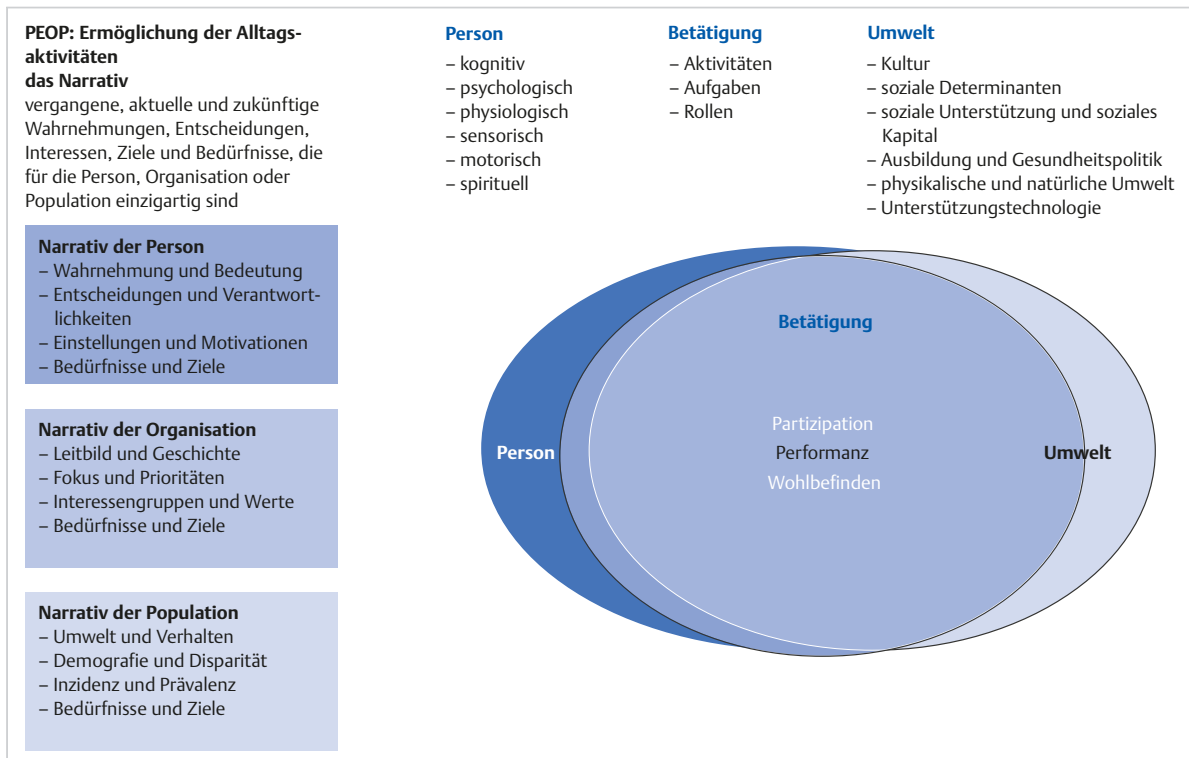 PEOP: Ermöglichung der Alltags-
aktivitäten
das Narrativ
vergangene, aktuelle und zukünftige
Wahrnehmungen, Entscheidungen,
Interessen, Ziele und Bedürfnisse, die
für die Person, Organisation oder
Population einzigartig sind
Narrativ der Person
– Wahrnehmung und Bedeutung
– Entscheidungen und Verantwort-
lichkeiten
– Einstellungen und Motivationen
– Bedürfnisse und Ziele
Narrativ der Organisation
– Leitbild und Geschichte
– Fokus und Prioritäten
– Interessengruppen und Werte
– Bedürfnisse und Ziele
Narrativ der Population
– Umwelt und Verhalten
– Demografie und Disparität
– Inzidenz und Prävalenz
– Bedürfnisse und Ziele
Person
– kognitiv
– psychologisch
– physiologisch
– sensorisch
– motorisch
– spirituell
Betätigung
– Aktivitäten
– Aufgaben
– Rollen
Umwelt
– Kultur
– soziale Determinanten
– soziale Unterstützung und soziales
Kapital
– Ausbildung und Gesundheitspolitik
– physikalische und natürliche Umwelt
– Unterstützungstechnologie
Betätigung
Person
Partizipation
Performanz
Wohlbefinden
Umwelt